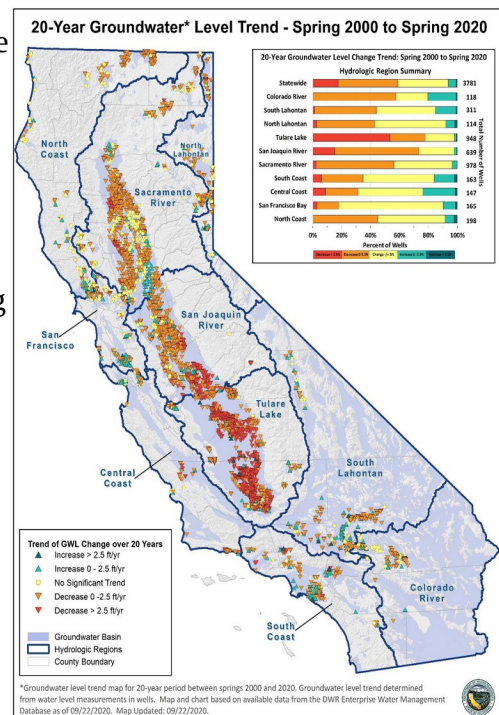 20-Year Groundwater* Level Trend - Spring 2000 to Spring 2020
e
g
20-Year Groundwater Level Change Trend: Spring 2000 to Spring 2020
Hydrologic Region Summary
Statewide 3781
Colorado River 118
South Lahontan 311
North Lahontan 114
Tulare Lake 948
San Joaquin River 639
Sacramento River 978
South Coast 163
Central Coast 147
San Francisco Bay 165
North Coast 198
Total Number of Wells
0% 20% 40% 60% 80% 100%
Percent of Wells
North
Coast
North
Lahontan
Sacramento
River
San
Francisco
San Joaquin
River
Tulare
Lake
Central
Coast
South
Lahontan
Colorado
River
South
Coast
Trend of GWL Change over 20 Years
Increase > 2.5 ft/yr
Increase 0 - 2.5 ft/yr
No Significant Trend
Decrease 0 -2.5 ft/yr
Decrease > 2.5 ft/yr
Groundwater Basin
Hydrologic Regions
County Boundary
*Groundwater level trend map for 20-year period between springs 2000 and 2020. Groundwater level trend determined
from water level measurements in wells. Map and chart based on available data from the DWR Enterprise Water Management
Database as of 09/22/2020. Map Updated: 09/22/2020.